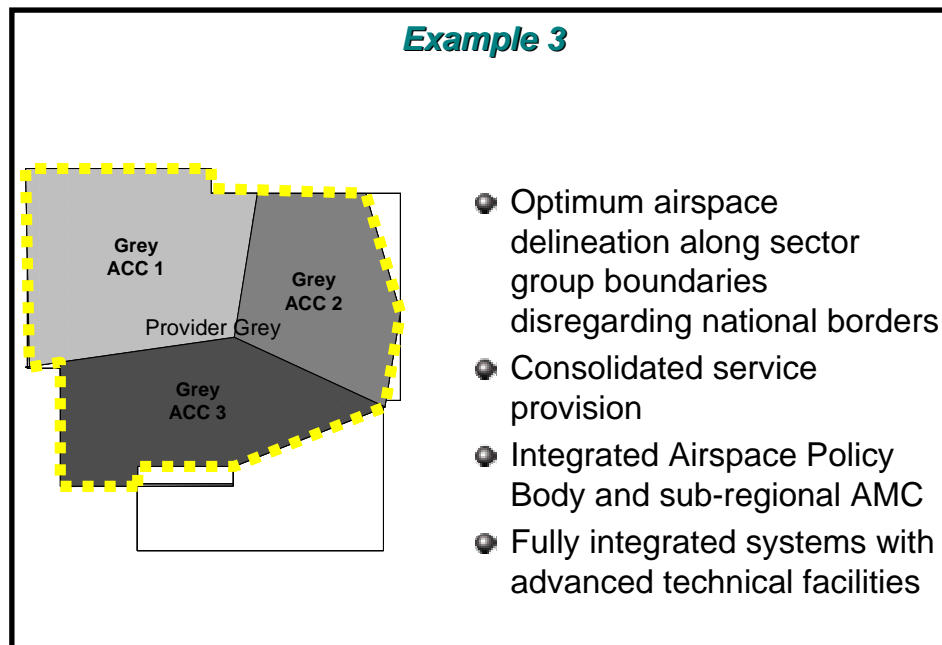 Example 3
Grey
ACC 1
Grey
ACC 2
Provider Grey
Grey
ACC 3
Optimum airspace
delineation along sector
group boundaries
disregarding national borders
Consolidated service
provision
Integrated Airspace Policy
Body and sub-regional AMC
Fully integrated systems with
advanced technical facilities